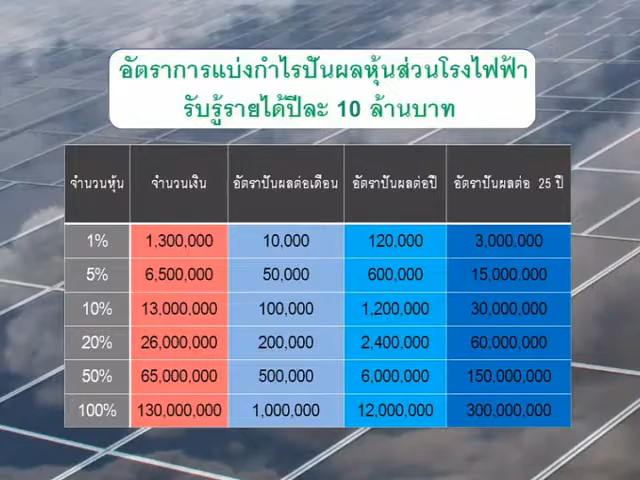 อัตราการแบ่งกำไรปันผลหุ้นส่วนโรงไฟฟ้า
รับรู้รายได้ปีละ 10 ล้านบาท
จำนวนหุ้น จำนวนเงิน อัตราปันผลต่อเดือน อัตราปันผลต่อปี อัตราปันผลต่อ 25 ปี
1% 1,300,000 10,000 120,000 3,000,000
5% 6,500,000 50,000 600,000 15,000,000
10% 13.000,000 100,000 1,200,000 30,000,000
20% 26,000,000 200,000 2,400,000 60,000,000
50% 65,000,000 500,000 6,000,000 150,000,000
100% 130,000,000 1,000,000 12,000,000 300,000,000